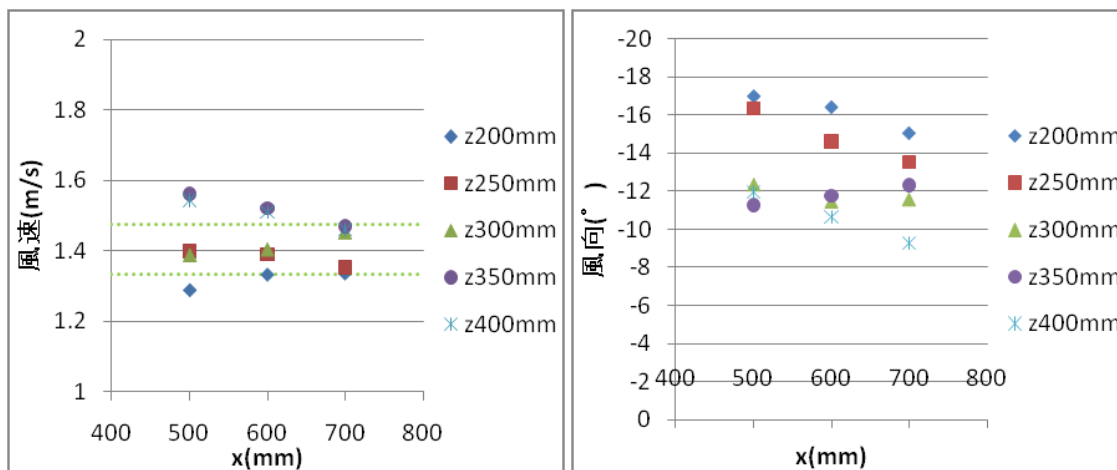 2
1.8
1.6
1.4
1.2
1
400 500 600 700 800
風速(m/s)
x(mm)
z200mm
z250mm
z300mm
z350mm
z400mm
-20
-18
-16
-14
-12
-10
-8
-6
-4
-2
0
400 500 600 700 800
風向(°)
x(mm)
z200mm
z250mm
z300mm
z350mm
z400mm